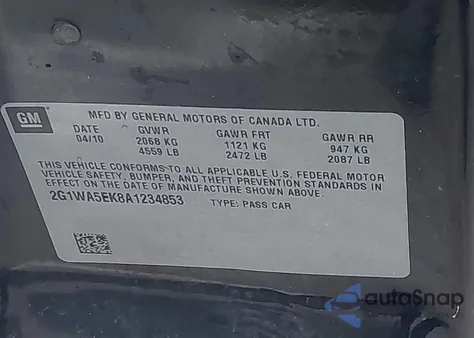 GM
MFD BY GENERAL MOTORS OF CANADA LTD.
DATE GVWR GAWR FRT GAWR RR
04/10 2068 KG 1121 KG 947 KG
4559 LB 2472 LB 2087 LB
THIS VEHICLE CONFORMS TO ALL APPLICABLE U.S. FEDERAL MOTOR
VEHICLE SAFETY, BUMPER, AND THEFT PREVENTION STANDARDS IN
EFFECT ON THE DATE OF MANUFACTURE SHOWN ABOVE.
2G1WA5EK8A1234853 TYPE: PASS CAR
autoSnap